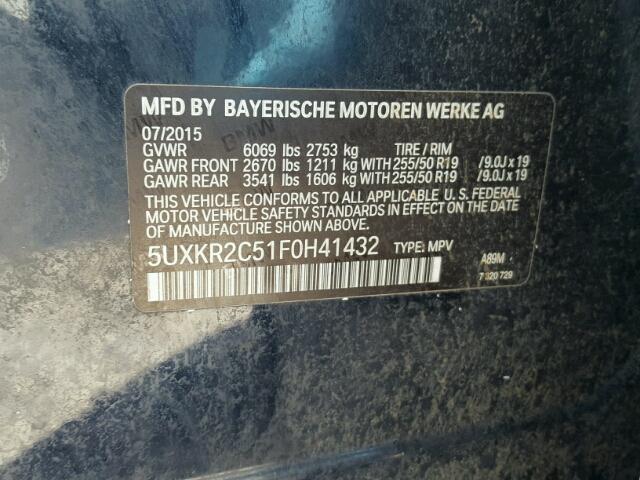 MFD BY BAYERISCHE MOTOREN WERKE AG
07/2015
GVWR 6069 lbs 2753 kg TIRE / RIM
GAWR FRONT 2670 lbs 1211 kg WITH 255/50 R19 /9.0J x 19
GAWR REAR 3541 lbs 1606 kg WITH 255/50 R19 /9.0J x 19
THIS VEHICLE CONFORMS TO ALL APPLICABLE U.S. FEDERAL
MOTOR VEHICLE SAFETY STANDARDS IN EFFECT ON THE DATE
OF MANUFACTURE SHOWN ABOVE.
5UXKR2C51F0H41432 TYPE: MPV A89M
7 320 729